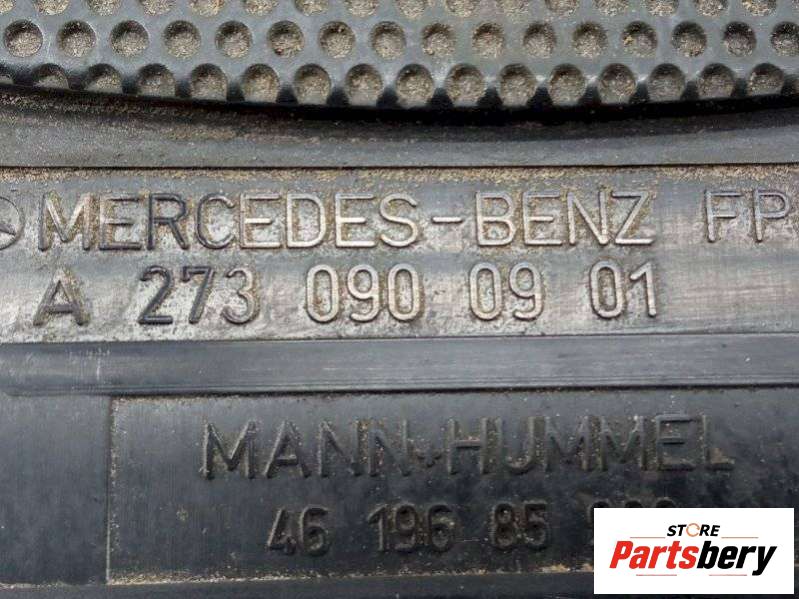 MERCEDES-BENZ FP
A 273 090 09 01
MANN+HUMMEL
46 196 85
STORE
Partsbery